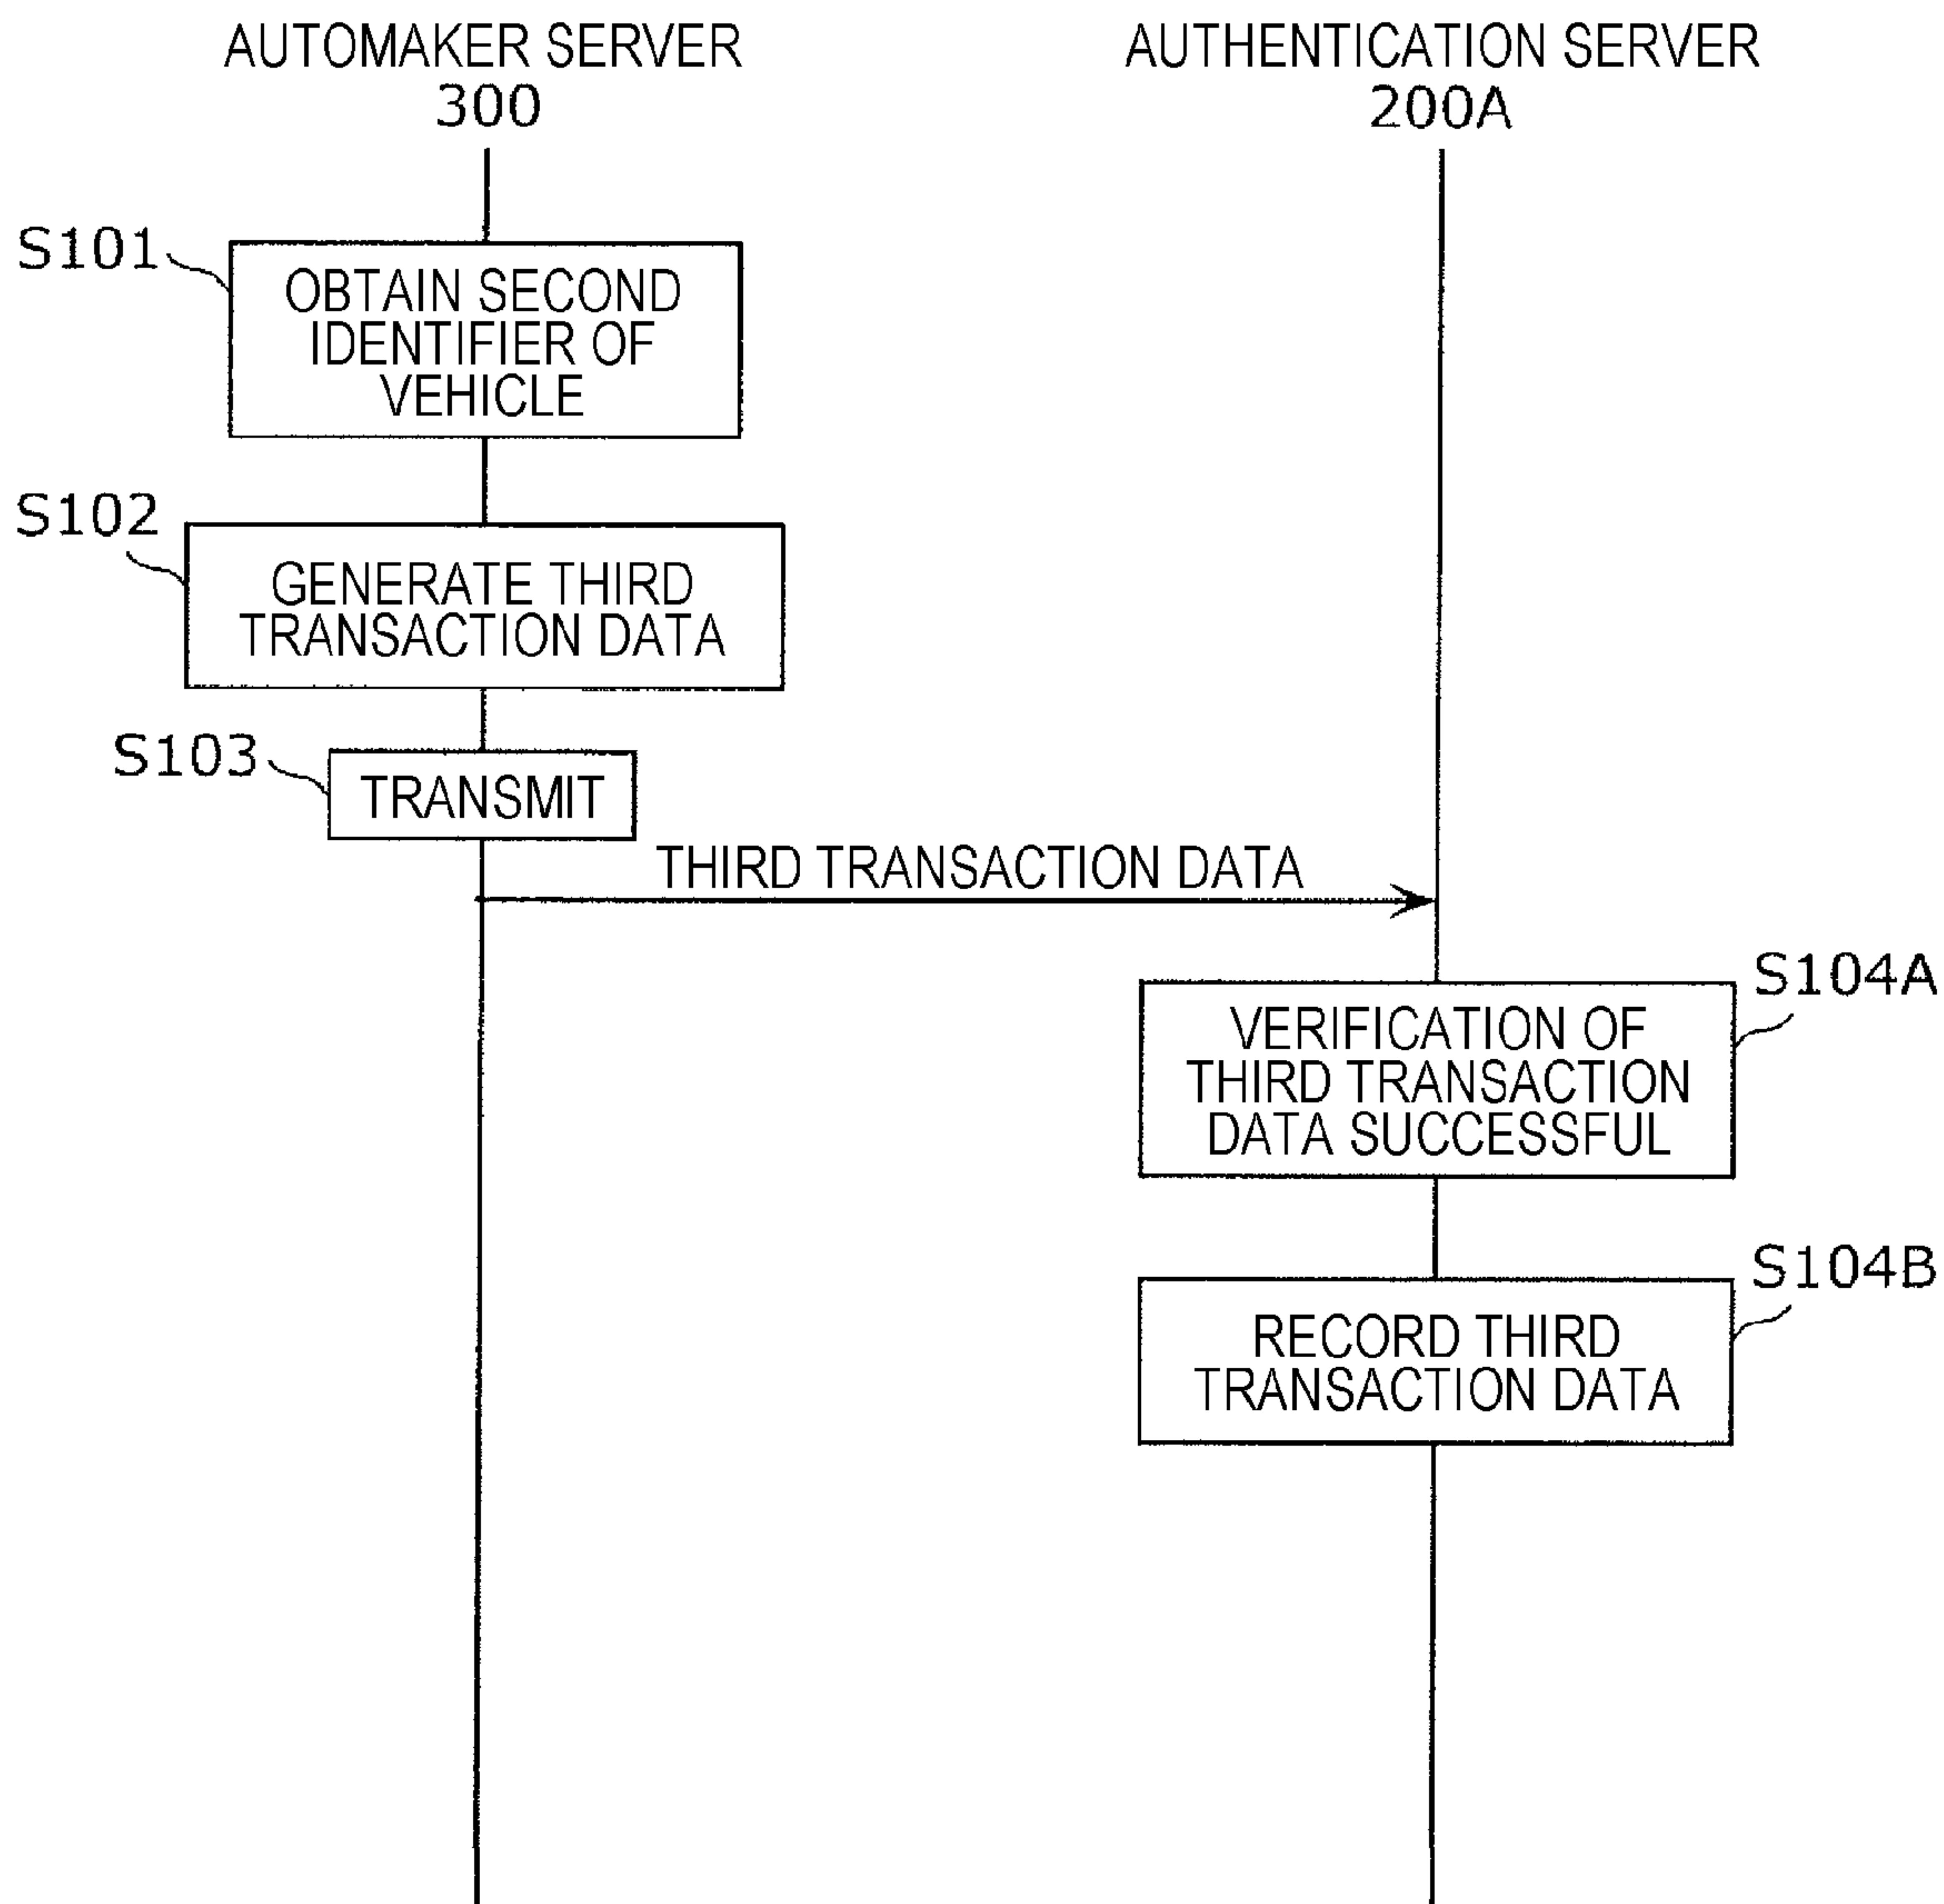 AUTOMAKER SERVER
300
AUTHENTICATION SERVER
200A
S101
OBTAIN SECOND
IDENTIFIER OF
VEHICLE
S102
GENERATE THIRD
TRANSACTION DATA
S103
TRANSMIT
THIRD TRANSACTION DATA
S104A
VERIFICATION OF
THIRD TRANSACTION
DATA SUCCESSFUL
S104B
RECORD THIRD
TRANSACTION DATA